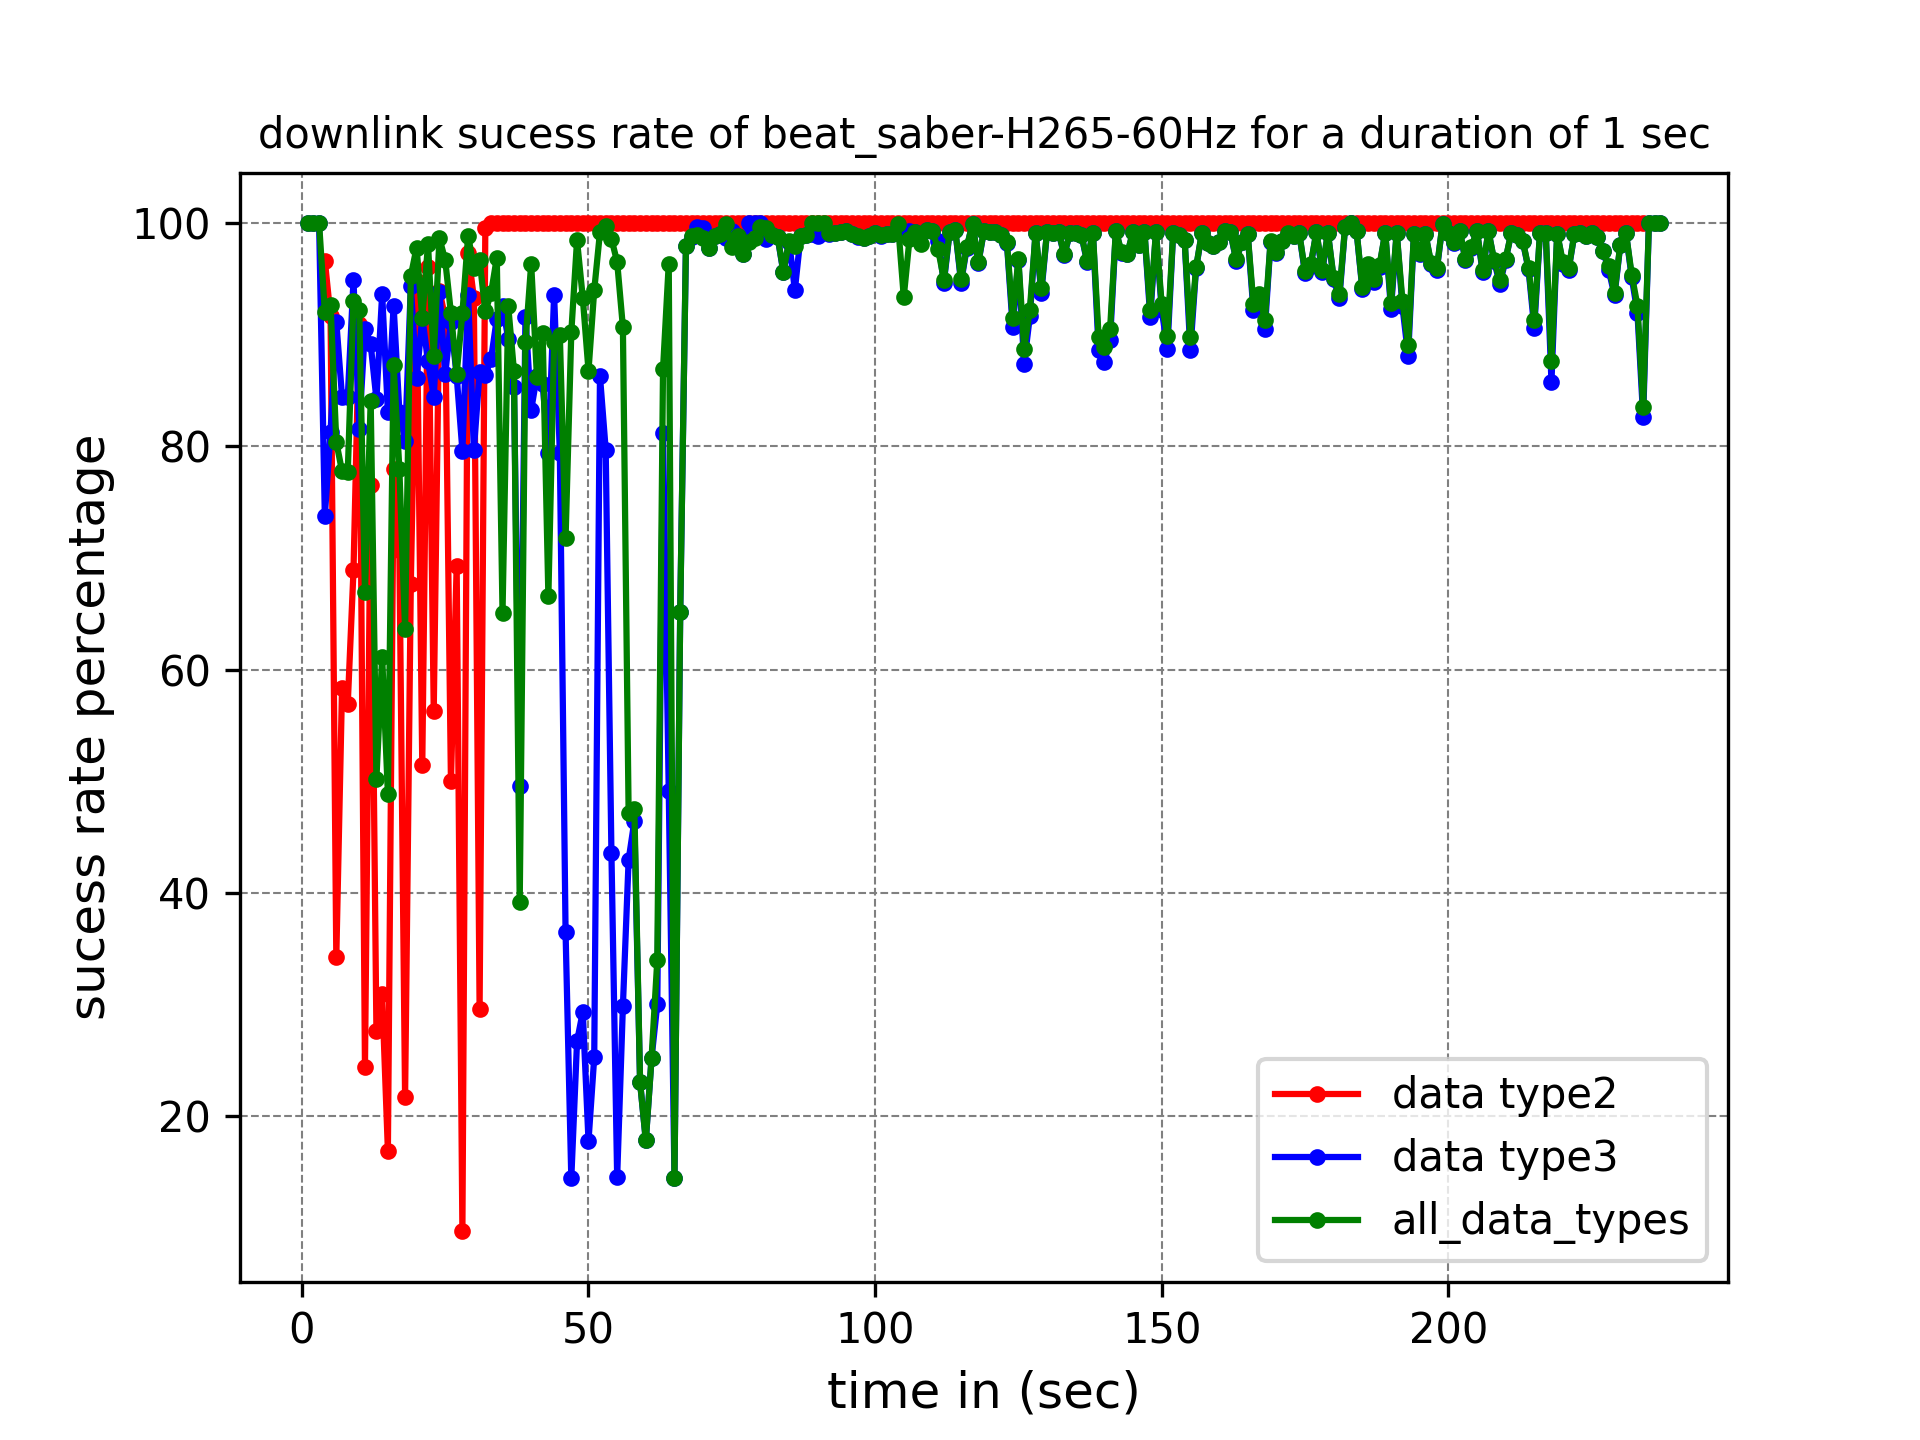 downlink sucess rate of beat_saber-H265-60Hz for a duration of 1 sec
sucess rate percentage
100
80
60
40
20
0 50 100 150 200
time in (sec)
data type2
data type3
all_data_types